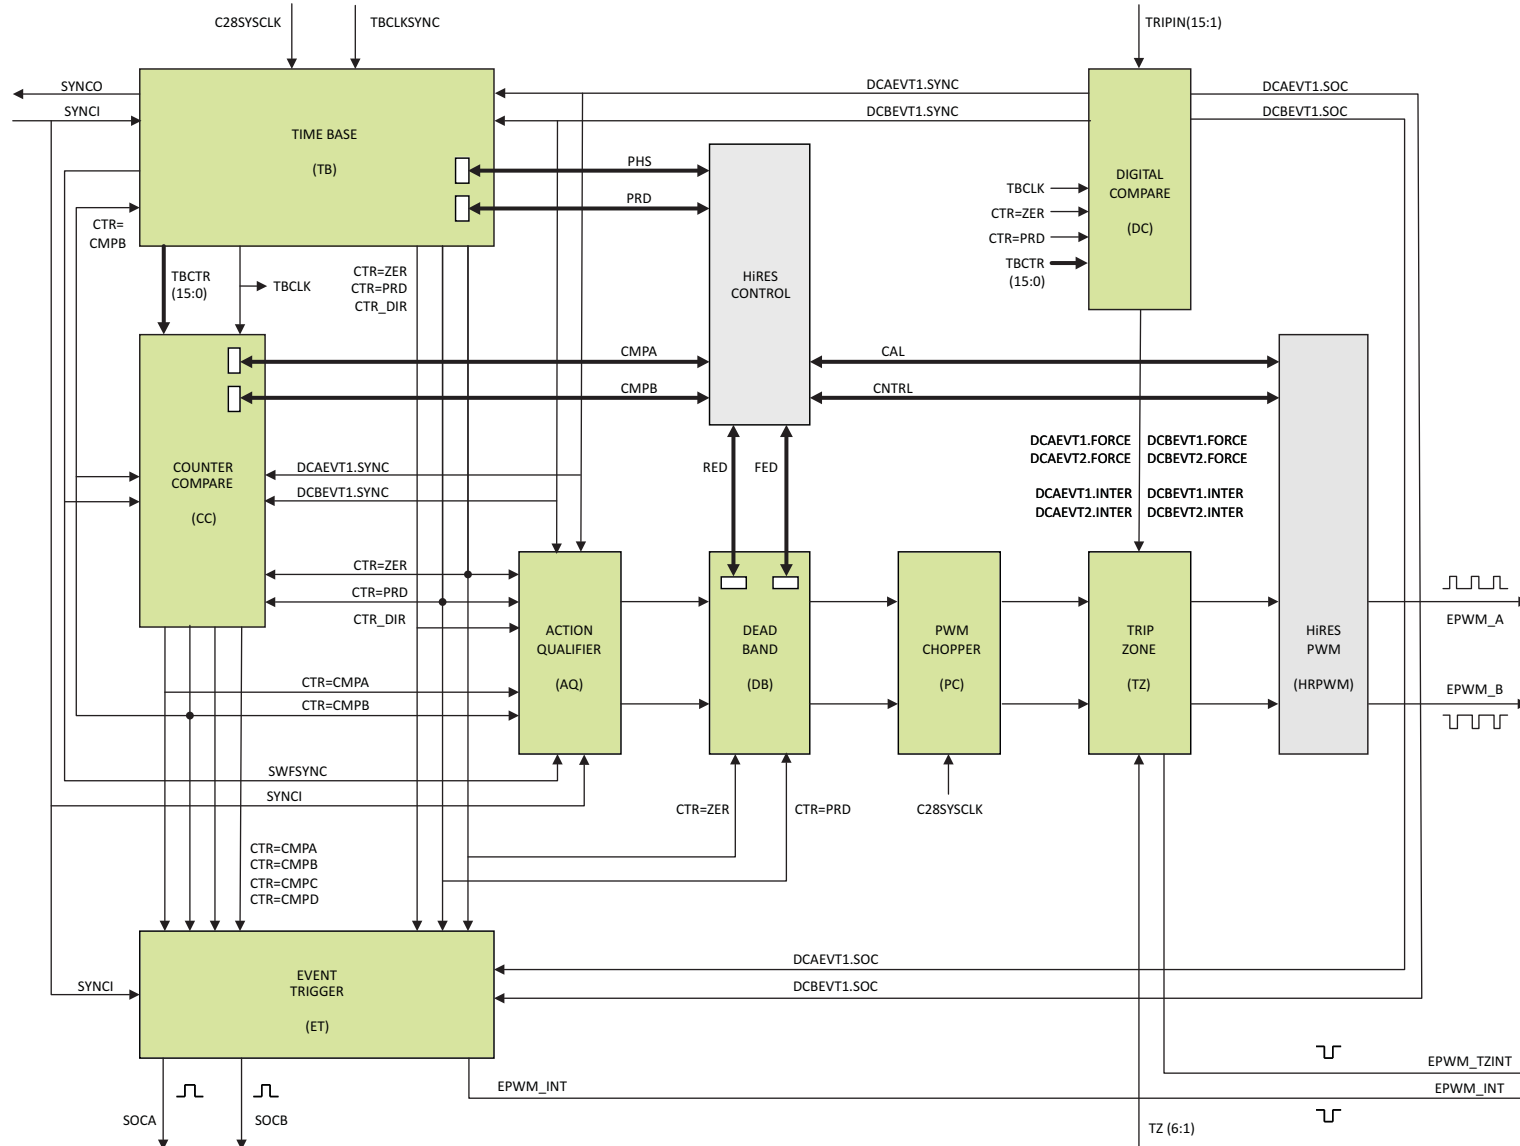 C28SYSCLK
TBCLKSYNC
TRIPIN(15:1)
SYNCO
SYNCI
TIME BASE
(TB)
DCAEVT1.SYNC
DCBEVT1.SYNC
DCAEVT1.SOC
DCBEVT1.SOC
PHS
PRD
DIGITAL
COMPARE
(DC)
TBCLK
CTR=ZER
CTR=PRD
TBCTR
(15:0)
CTR=
CMPB
TBCTR
(15:0)
TBCLK
CTR=ZER
CTR=PRD
CTR_DIR
HiRES
CONTROL
CMPA
CMPB
CAL
CNTRL
COUNTER
COMPARE
(CC)
DCAEVT1.SYNC
DCBEVT1.SYNC
RED
FED
DCAEVT1.FORCE
DCAEVT2.FORCE
DCBEVT1.FORCE
DCBEVT2.FORCE
DCAEVT1.INTER
DCAEVT2.INTER
DCBEVT1.INTER
DCBEVT2.INTER
CTR=ZER
CTR=PRD
CTR_DIR
CTR=CMPA
CTR=CMPB
ACTION
QUALIFIER
(AQ)
DEAD
BAND
(DB)
PWM
CHOPPER
(PC)
TRIP
ZONE
(TZ)
HiRES
PWM
(HRPWM)
EPWM_A
EPWM_B
SWFSYNC
SYNCI
CTR=ZER
CTR=PRD
C28SYSCLK
CTR=CMPA
CTR=CMPB
CTR=CMPC
CTR=CMPD
SYNCI
EVENT
TRIGGER
(ET)
DCAEVT1.SOC
DCBEVT1.SOC
SOCA
SOCB
EPWM_INT
EPWM_TZINT
EPWM_INT
TZ (6:1)